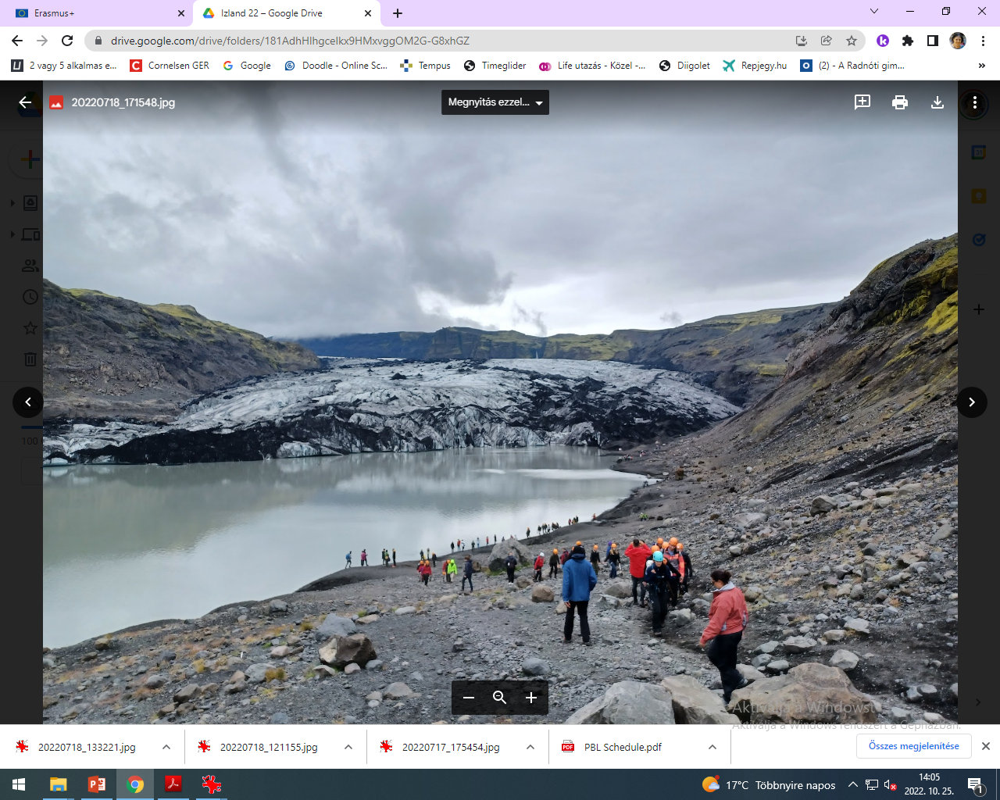 Erasmus+
Izland 22 – Google Drive
drive.google.com/drive/folders/181AdhHlhgcelkx9HMxvggOM2G-G8xhGZ
2 vagy 5 alkalmas e...
Cornelsen GER
Google
Doodle - Online Sc...
Tempus
Timeglider
Life utazás - Közel -...
Diigolet
Repjegy.hu
(2) - A Radnóti gim...
20220718_171548.jpg
Megnyitás ezzel...
100
Aktiválja a Windowst
Aktiválja a Windows rendszert a Gépházban.
20220718_133221.jpg
20220718_121155.jpg
20220717_175454.jpg
PDF
PBL Schedule.pdf
Összes megjelenítése
17°C Többnyire napos
14:05
2022. 10. 25.
1